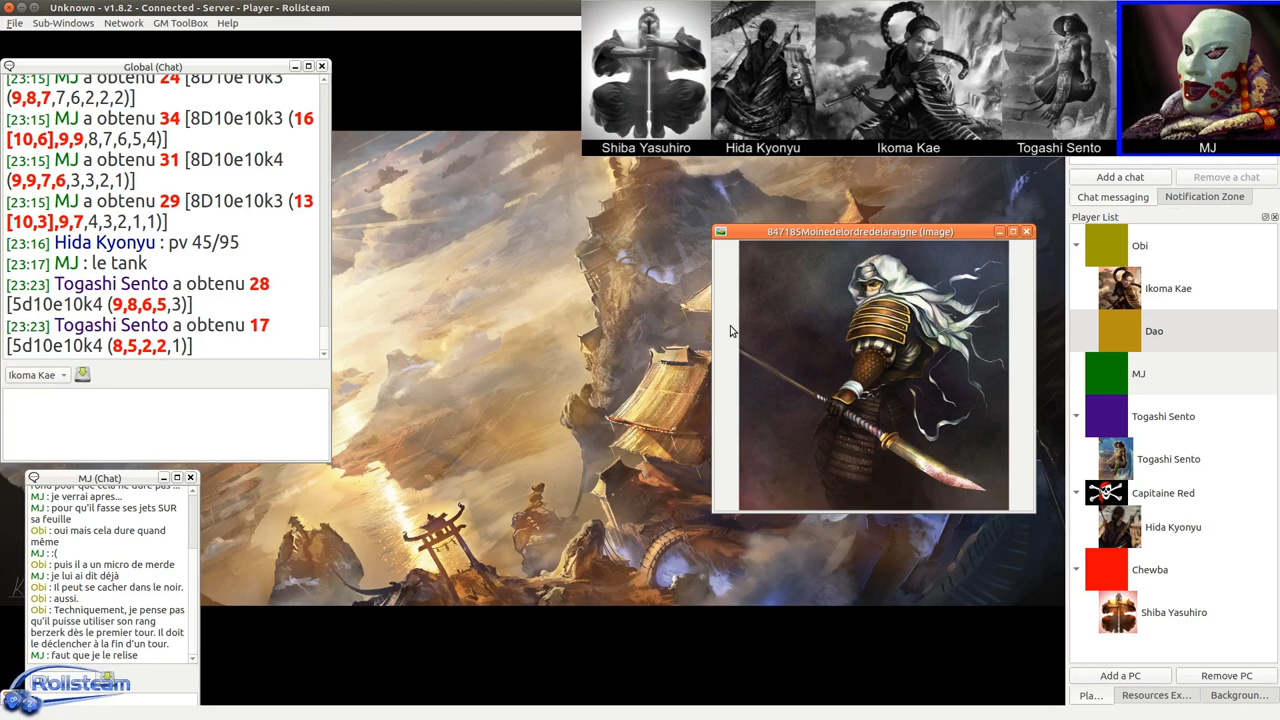 Unknown - v1.8.2 - Connected - Server - Player - Rolisteam
File Sub-Windows Network GM ToolBox Help
Global (Chat)
[23:15] MJ a obtenu 24 [8D10e10k3
(9,8,7,7,6,2,2,2)]
[23:15] MJ a obtenu 34 [8D10e10k3 (16
[10,6],9,9,8,7,6,5,4)]
[23:15] MJ a obtenu 31 [8D10e10k4
(9,9,7,6,3,3,2,1)]
[23:15] MJ a obtenu 29 [8D10e10k3 (13
[10,3],9,7,4,3,2,1,1)]
[23:16] Hida Kyonyu : pv 45/95
[23:17] MJ : le tank
[23:23] Togashi Sento a obtenu 28
[5d10e10k4 (9,8,6,5,3)]
[23:23] Togashi Sento a obtenu 17
[5d10e10k4 (8,5,2,2,1)]
Ikoma Kae
MJ (Chat)
MJ : je verrai apres...
MJ : pour qu'il fasse ses jets SUR
sa feuille
Obi : oui mais cela dure quand
même
MJ : :(
Obi : puis il a un micro de merde
MJ : je lui ai dit déjà
Obi : Il peut se cacher dans le noir.
Obi : aussi.
Obi : Techniquement, je pense pas
qu'il puisse utiliser son rang
berzerk dès le premier tour. Il doit
le déclencher à la fin d'un tour.
MJ : faut que je le relise
Rolisteam
Shiba Yasuhiro
Hida Kyonyu
Ikoma Kae
Togashi Sento
MJ
847185Moinedelordredelaraigne (Image)
Add a chat
Remove a chat
Chat messaging
Notification Zone
Player List
Obi
Ikoma Kae
Dao
MJ
Togashi Sento
Togashi Sento
Capitaine Red
Hida Kyonyu
Chewba
Shiba Yasuhiro
Add a PC
Remove PC
Pla...
Resources Ex...
Backgroun...